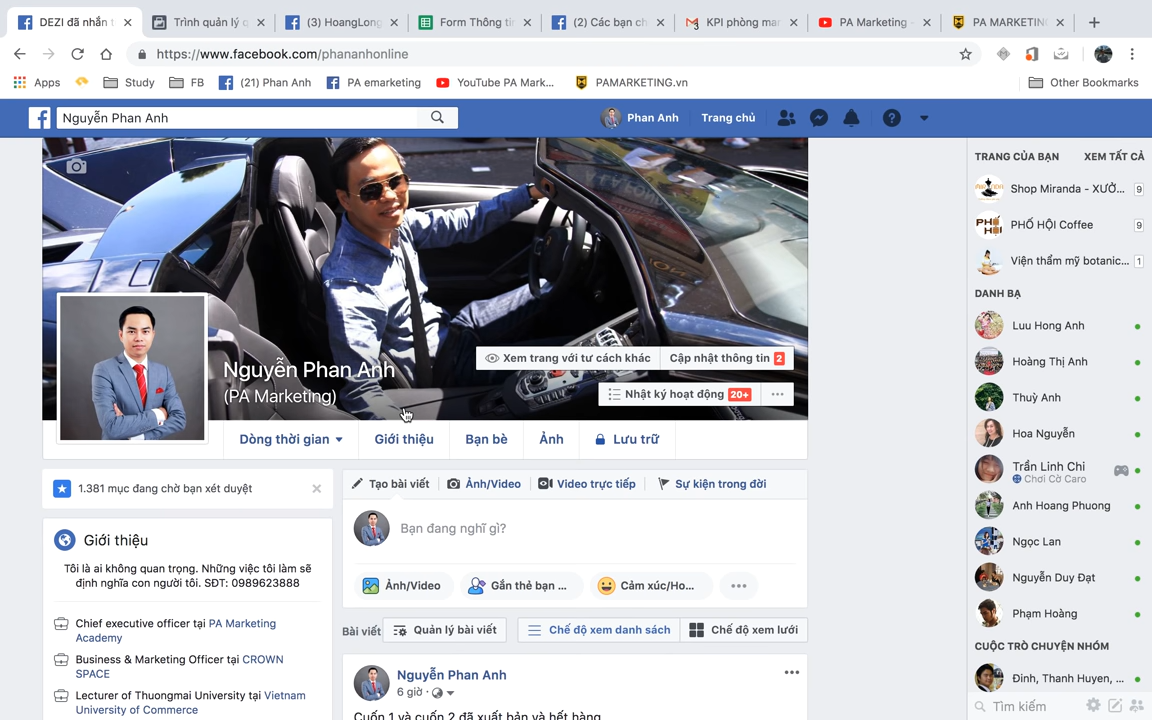 DEZI đã nhắn t
Trình quản lý q
(3) HoangLong
Form Thông ti
(2) Các bạn ch
KPI phòng mar
PA Marketing -
PA MARKETIN
https://www.facebook.com/phananhonline
Apps
Study
FB
(21) Phan Anh
PA emarketing
YouTube PA Mark...
PAMARKETING.vn
Other Bookmarks
Nguyễn Phan Anh
Phan Anh
Trang chủ
Nguyễn Phan Anh
(PA Marketing)
Xem trang với tư cách khác
Cập nhật thông tin 2
Nhật ký hoạt động 20+
Dòng thời gian
Giới thiệu
Bạn bè
Ảnh
Lưu trữ
1.381 mục đang chờ bạn xét duyệt
Giới thiệu
Tôi là ai không quan trọng. Những việc tôi làm sẽ
định nghĩa con người tôi. SĐT: 0989623888
Chief executive officer tại PA Marketing
Academy
Business & Marketing Officer tại CROWN
SPACE
Lecturer of Thuongmai University tại Vietnam
University of Commerce
Tạo bài viết
Ảnh/Video
Video trực tiếp
Sự kiện trong đời
Bạn đang nghĩ gì?
Ảnh/Video
Gắn thẻ bạn ...
Cảm xúc/Ho...
Bài viết
Quản lý bài viết
Chế độ xem danh sách
Chế độ xem lưới
Nguyễn Phan Anh
6 giờ ·
Cuốn 1 và cuốn 2 đã xuất bản và hết hàng
TRANG CỦA BẠN
XEM TẤT CẢ
Shop Miranda - XƯỞ... 9
PHỐ HỘI Coffee 9
Viện thẩm mỹ botanic... 1
DANH BẠ
Luu Hong Anh
Hoàng Thị Anh
Thuỳ Anh
Hoa Nguyễn
Trần Linh Chi
Chơi Cờ Caro
Anh Hoang Phuong
Ngọc Lan
Nguyễn Duy Đạt
Phạm Hoàng
CUỘC TRÒ CHUYỆN NHÓM
Đinh, Thanh Huyen, ...
Tìm kiếm